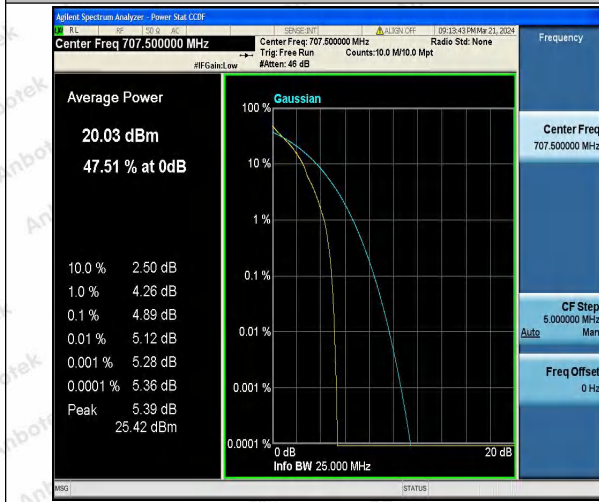 Agilent Spectrum Analyzer - Power Stat CCDF
RL RF 50 Ω AC SENSE:INT ALIGN OFF 09:13:43 PM Mar 21, 2024
Center Freq 707.500000 MHz
Center Freq: 707.500000 MHz Radio Std: None
Trig: Free Run Counts:10.0 M/10.0 Mpt
#IFGain:Low #Atten: 46 dB
Frequency
Average Power
20.03 dBm
47.51 % at 0dB
10.0 % 2.50 dB
1.0 % 4.26 dB
0.1 % 4.89 dB
0.01 % 5.12 dB
0.001 % 5.28 dB
0.0001 % 5.36 dB
Peak 5.39 dB
25.42 dBm
100 % Gaussian
10 %
1 %
0.1 %
0.01 %
0.001 %
0.0001 %
0 dB 20 dB
Info BW 25.000 MHz
Center Freq
707.500000 MHz
CF Step
5.000000 MHz
Auto Man
Freq Offset
0 Hz
MSG STATUS